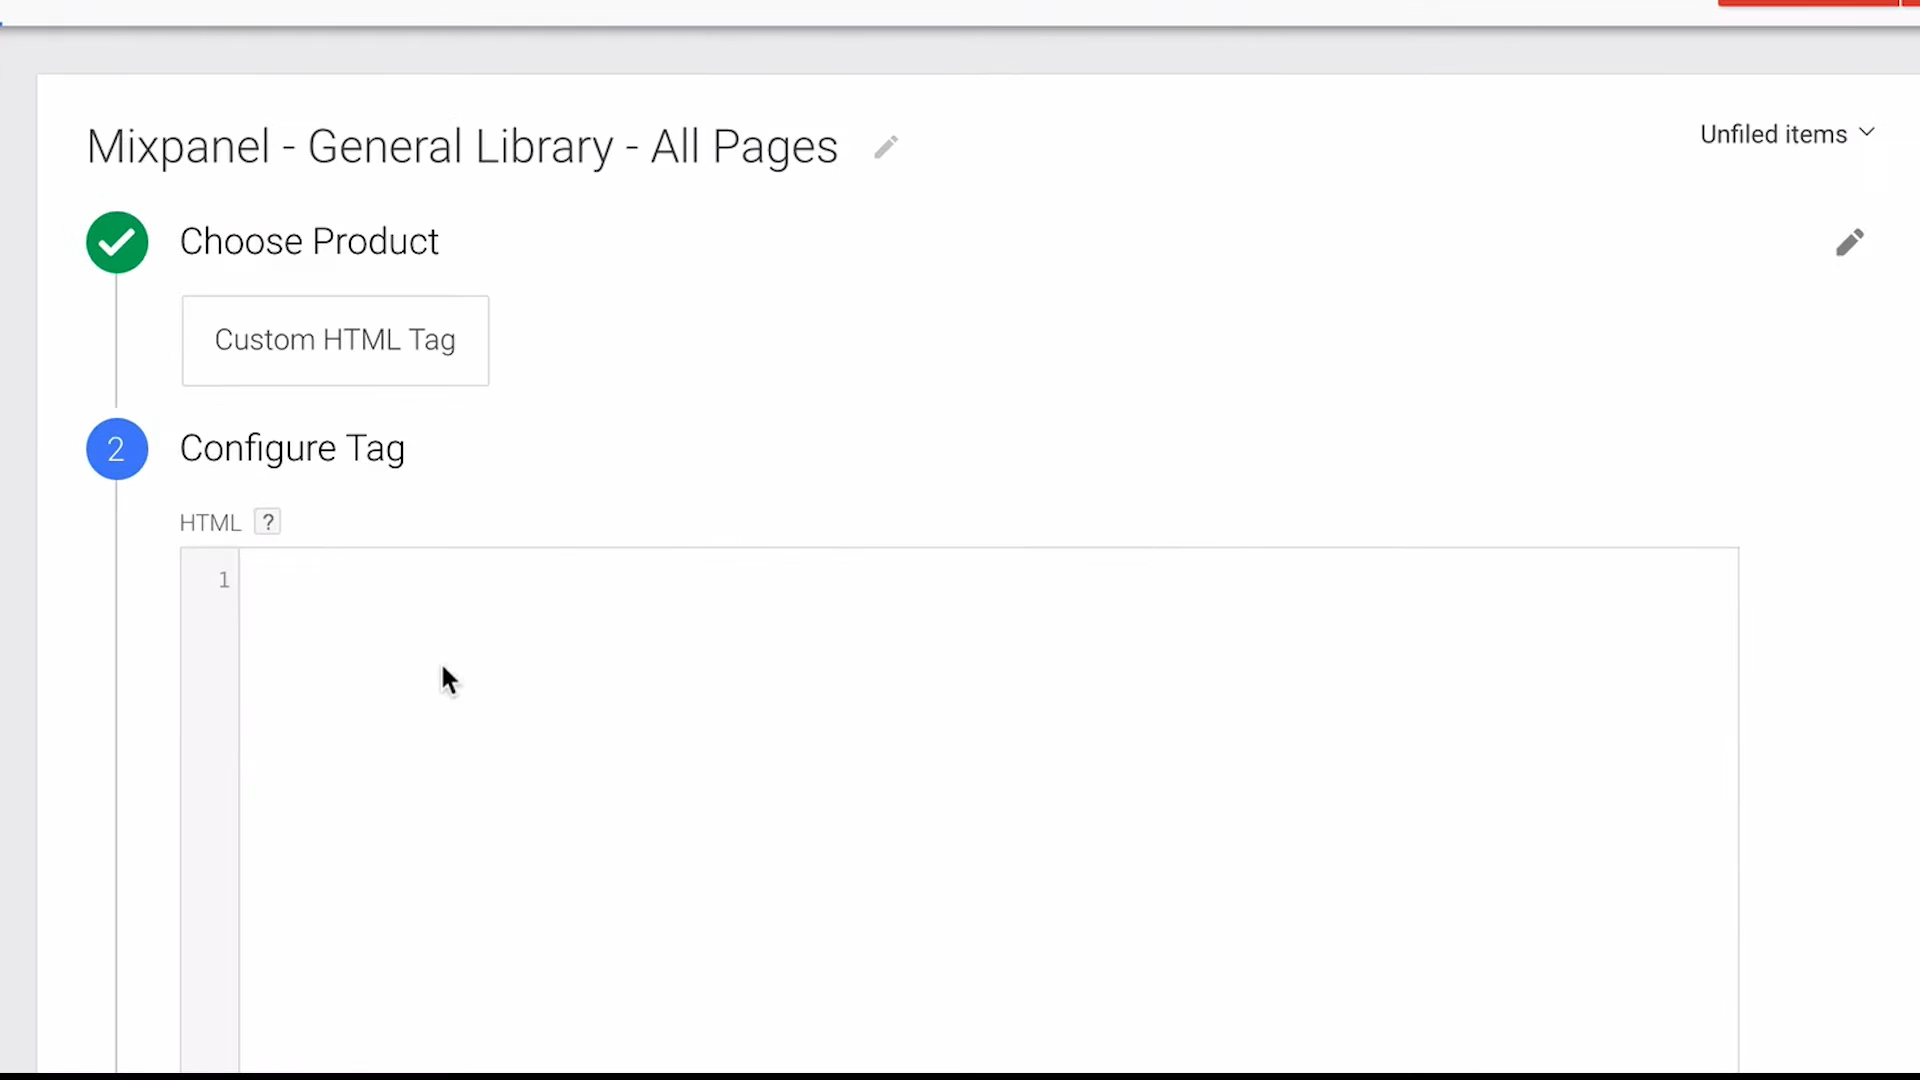 Mixpanel - General Library - All Pages
Unfiled items
Choose Product
Custom HTML Tag
2
Configure Tag
HTML ?
1